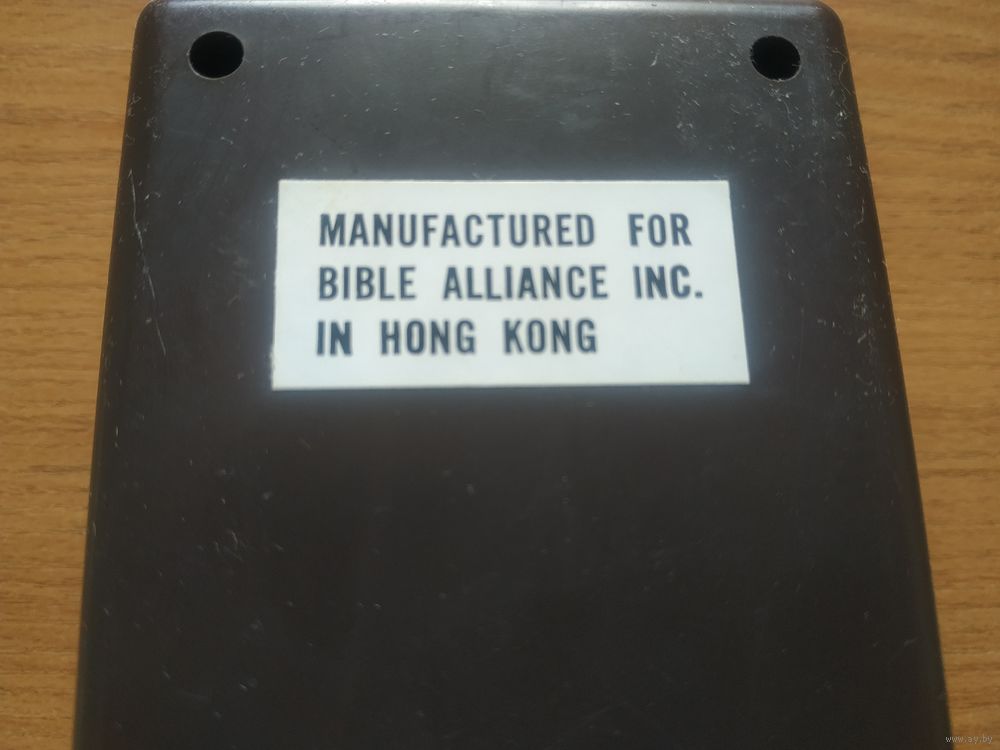 MANUFACTURED FOR
BIBLE ALLIANCE INC.
IN HONG KONG
www.ay.by